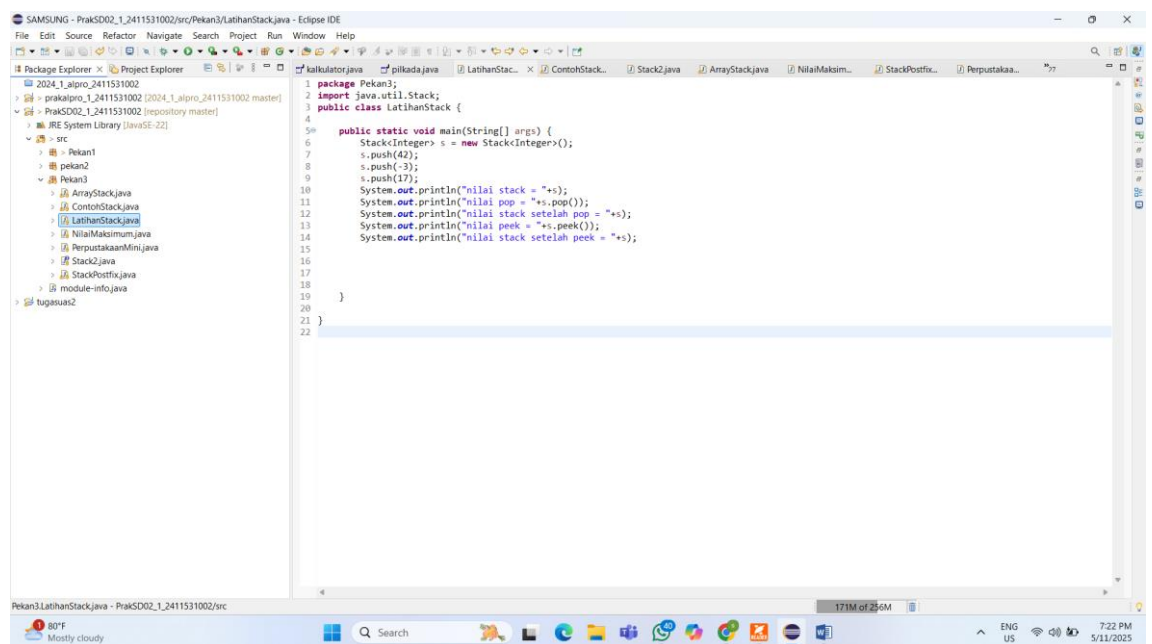 SAMSUNG - PrakSD02_1_2411531002/src/Pekan3/LatihanStack.java - Eclipse IDE
File Edit Source Refactor Navigate Search Project Run Window Help
Package Explorer Project Explorer
kalkulator.java pilkada.java LatihanStac... ContohStack... Stack2.java ArrayStack.java NilaiMaksim... StackPostfix... Perpustakaa... "27
2024_1_alpro_2411531002
> prakalpro_1_2411531002 [2024_1_alpro_2411531002 master]
> PrakSD02_1_2411531002 [repository master]
JRE System Library [JavaSE-22]
> src
> Pekan1
pekan2
Pekan3
ArrayStack.java
ContohStack.java
LatihanStack.java
NilaiMaksimum.java
PerpustakaanMini.java
Stack2.java
StackPostfix.java
module-info.java
tugasuas2
1 package Pekan3;
2 import java.util.Stack;
3 public class LatihanStack {
4
5 public static void main(String[] args) {
6 Stack<Integer> s = new Stack<Integer>();
7 s.push(42);
8 s.push(-3);
9 s.push(17);
10 System.out.println("nilai stack = "+s);
11 System.out.println("nilai pop = "+s.pop());
12 System.out.println("nilai stack setelah pop = "+s);
13 System.out.println("nilai peek = "+s.peek());
14 System.out.println("nilai stack setelah peek = "+s);
15
16
17
18
19 }
20
21 }
22
Pekan3.LatihanStack.java - PrakSD02_1_2411531002/src
171M of 256M
1
80°F
Mostly cloudy
Search
40
ENG
US
7:22 PM
5/11/2025